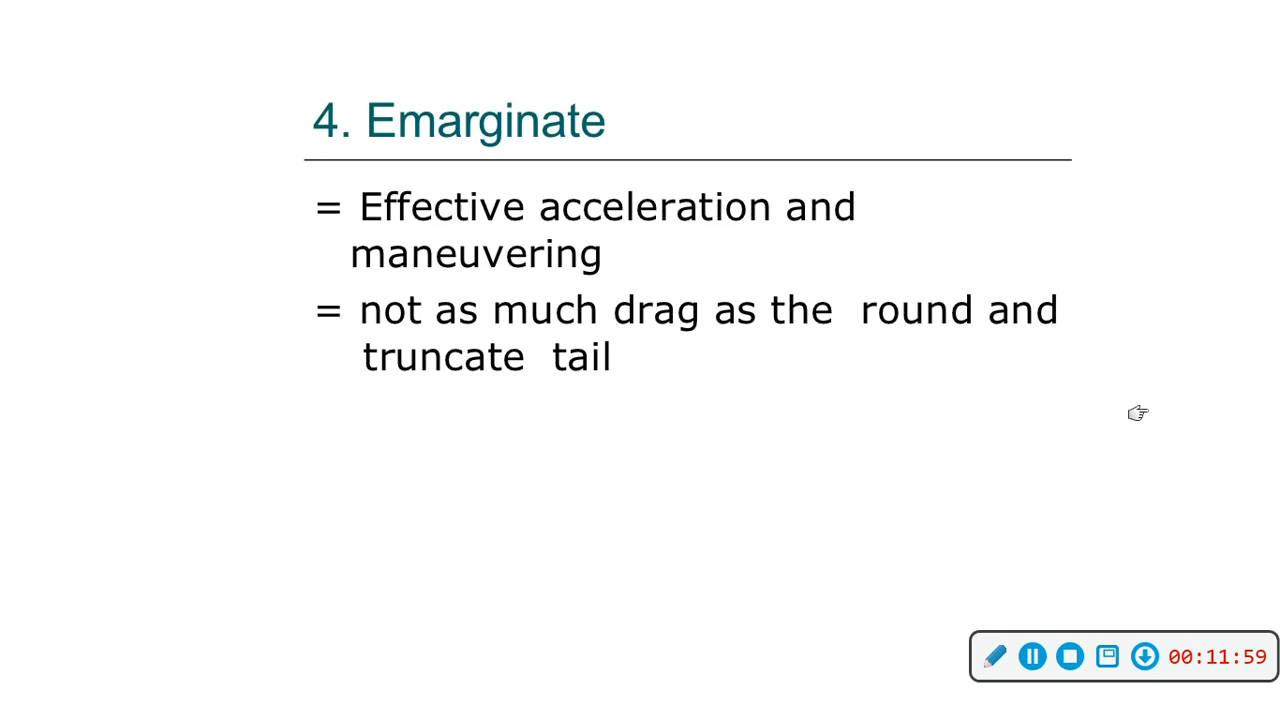 4. Emarginate
= Effective acceleration and
maneuvering
= not as much drag as the round and
truncate tail
00:11:59